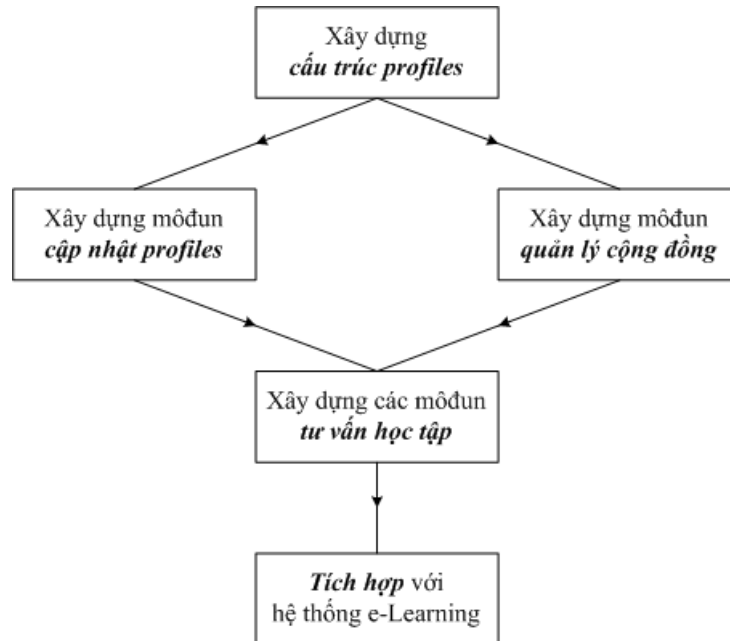 Xây dựng
cấu trúc profiles
Xây dựng môđun
cập nhật profiles
Xây dựng môđun
quản lý cộng đồng
Xây dựng các môđun
tư vấn học tập
Tích hợp với
hệ thống e-Learning